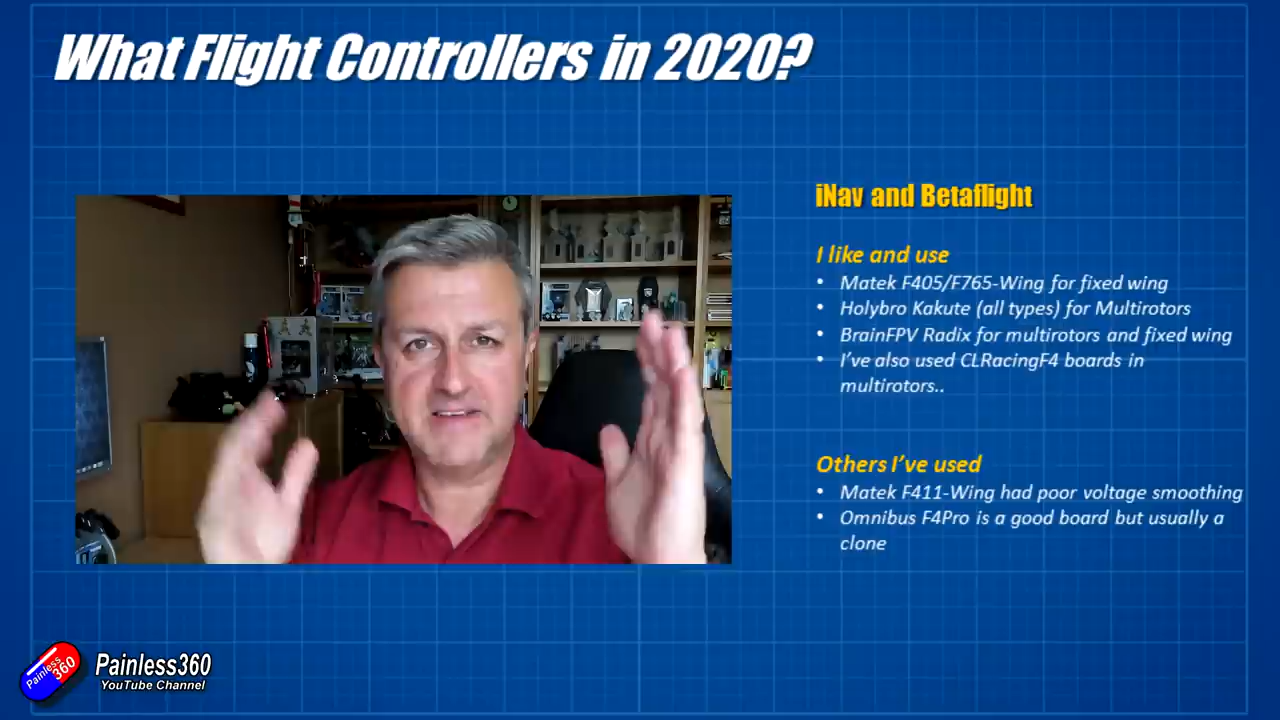 What Flight Controllers in 2020?
iNav and Betaflight
I like and use
• Matek F405/F765-Wing for fixed wing
• Holybro Kakute (all types) for Multirotors
• BrainFPV Radix for multirotors and fixed wing
• I've also used CLRacingF4 boards in
multirotors..
Others I've used
• Matek F411-Wing had poor voltage smoothing
• Omnibus F4Pro is a good board but usually a
clone
Painless
360
Painless360
YouTube Channel